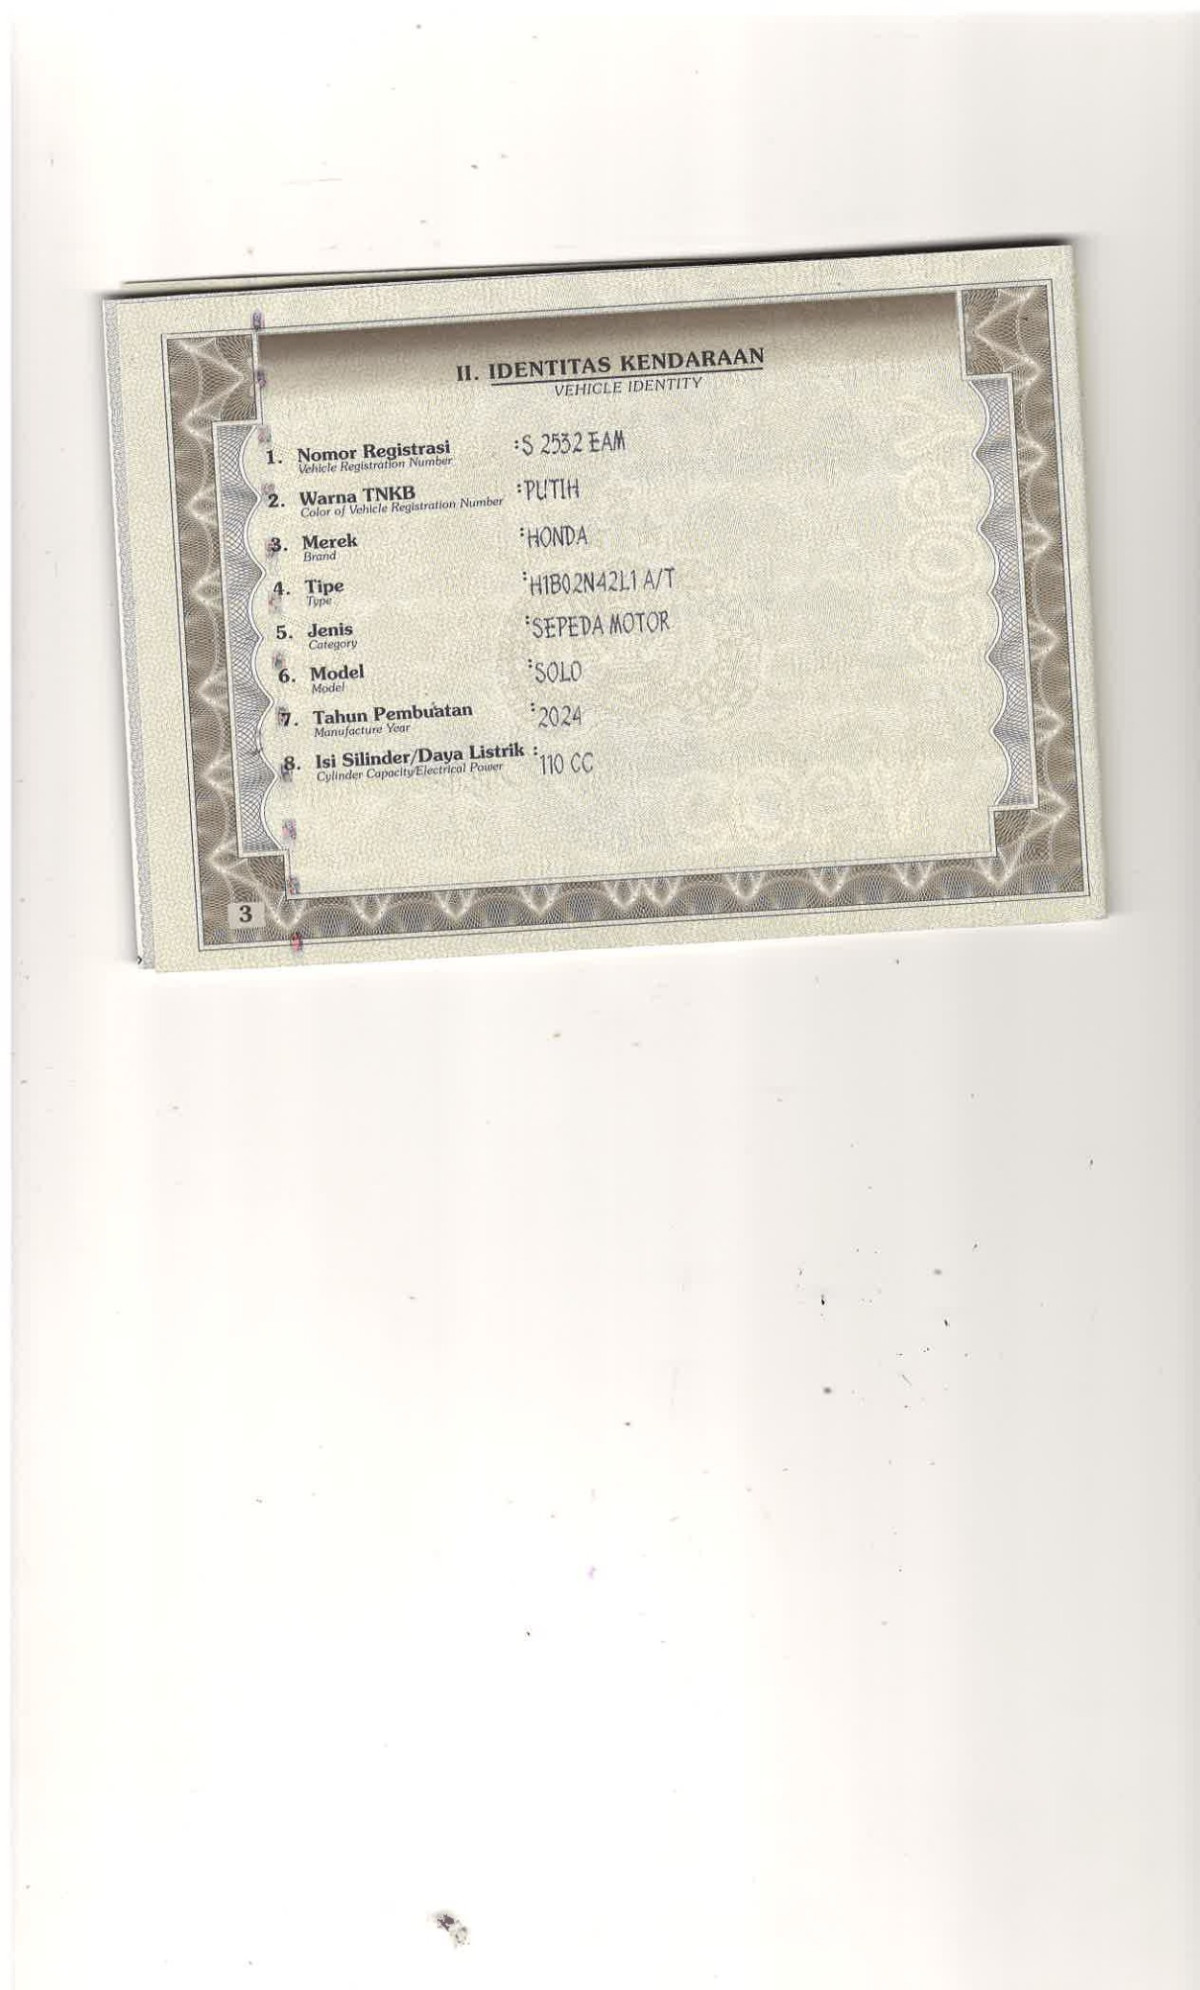 II. IDENTITAS KENDARAAN
VEHICLE IDENTITY
1. Nomor Registrasi :S 2532 EAM
Vehicle Registration Number
2. Warna TNKB :PUTIH
Color of Vehicle Registration Number
3. Merek :HONDA
Brand
4. Tipe :H1B02N42L1 A/T
Type
5. Jenis :SEPEDA MOTOR
Category
6. Model :SOLO
Model
7. Tahun Pembuatan :2024
Manufacture Year
8. Isi Silinder/Daya Listrik :110 CC
Cylinder Capacity/Electrical Power
3